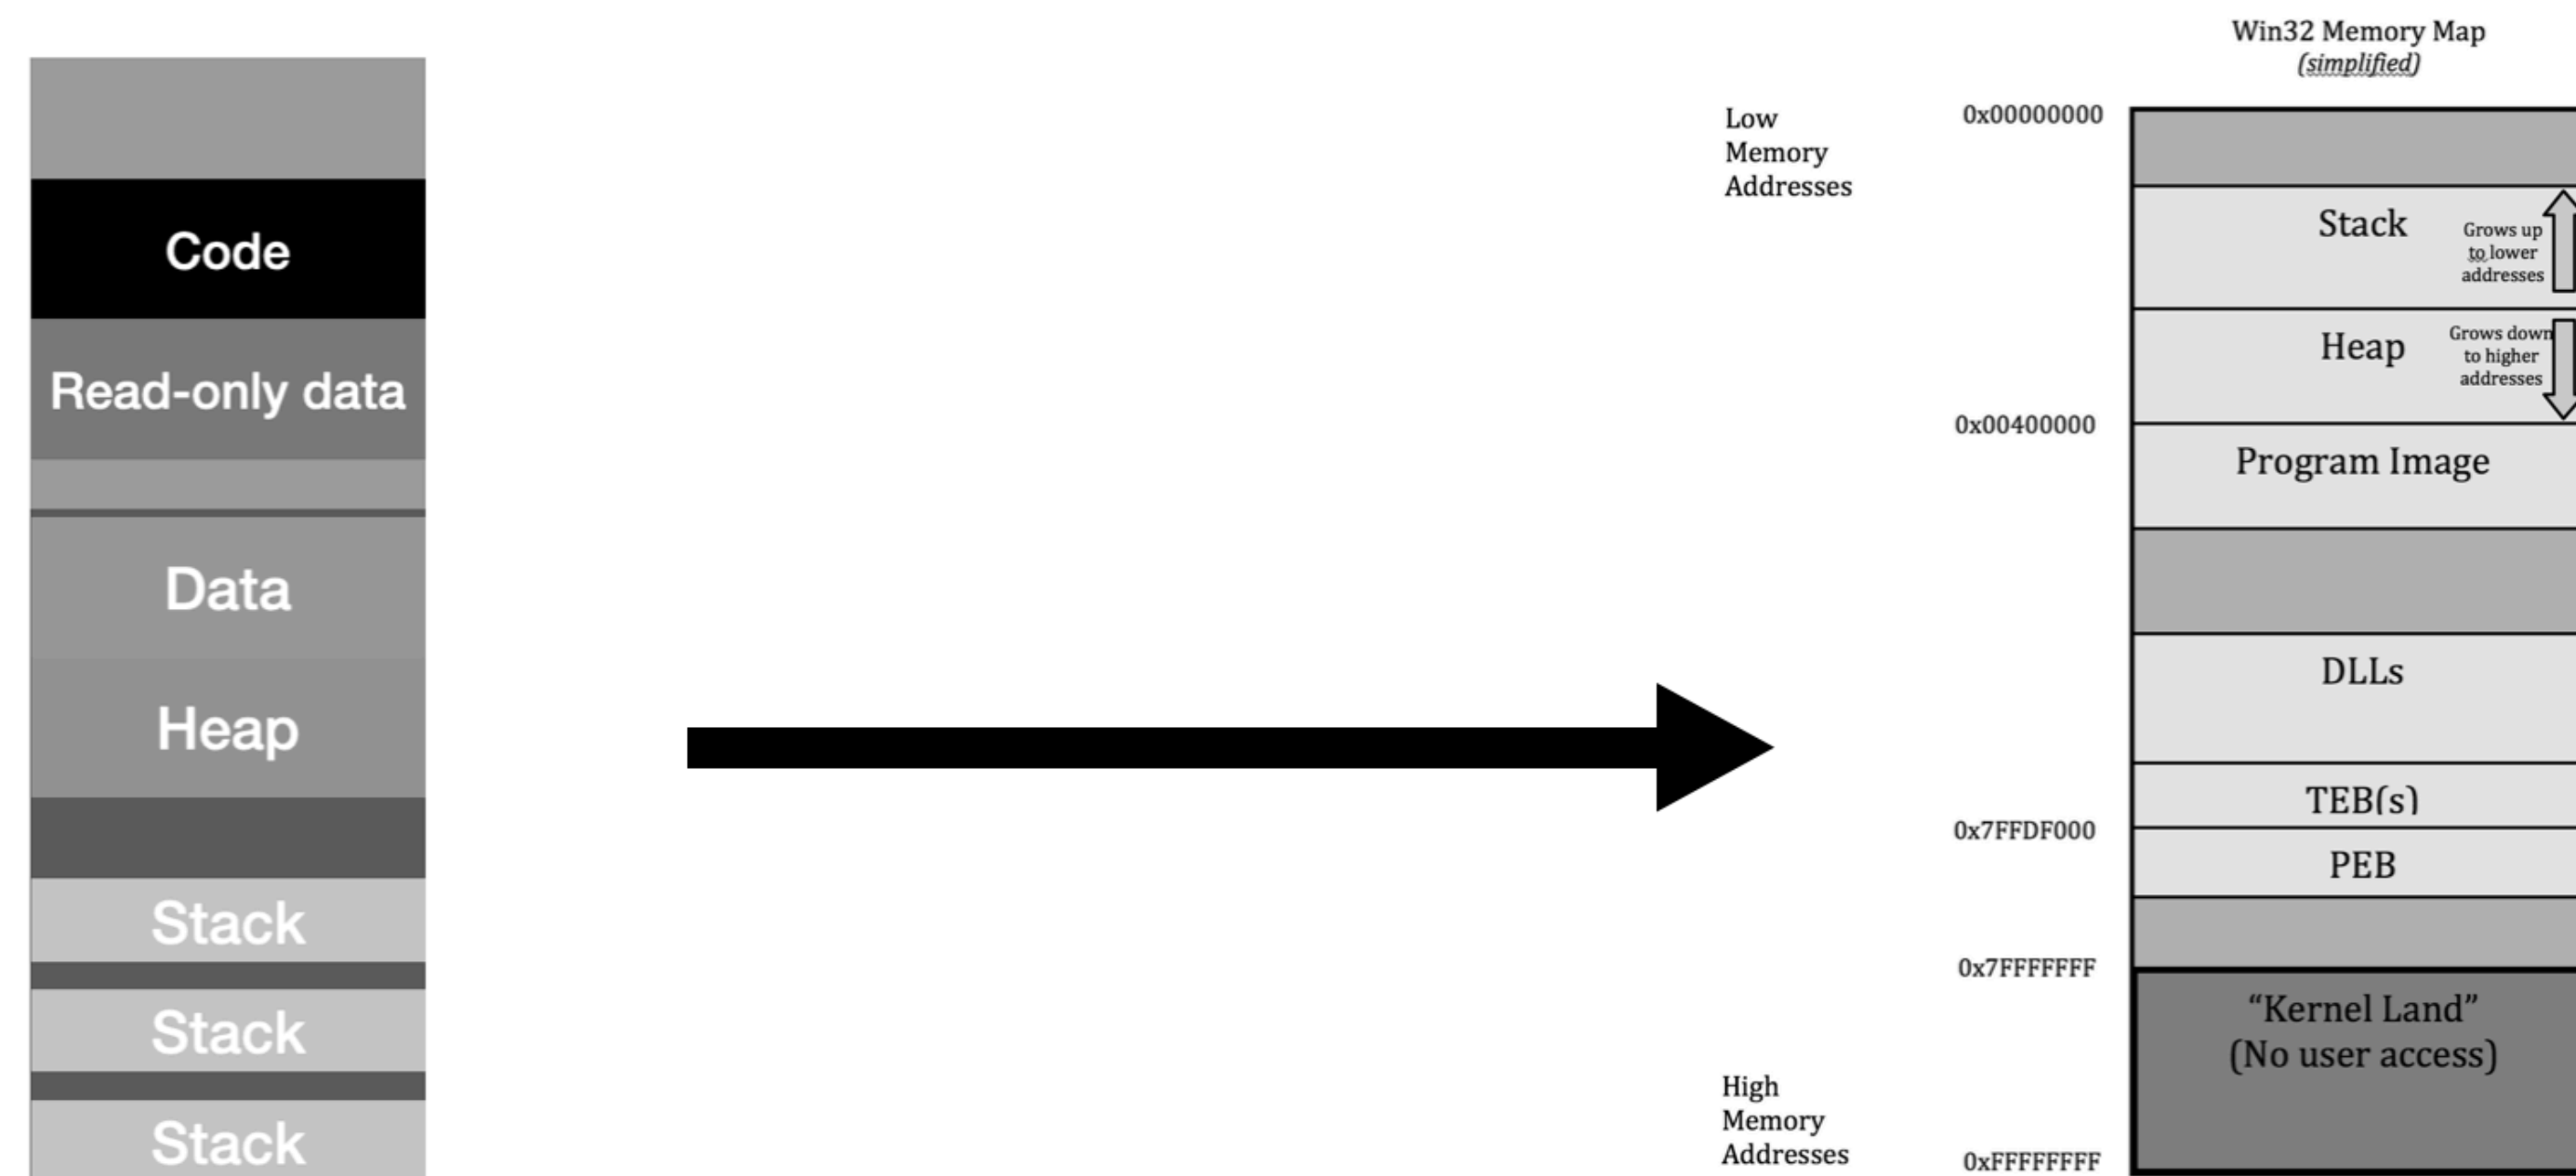 Code
Read-only data
Data
Heap
Stack
Stack
Stack
Win32 Memory Map
(simplified)
Low
Memory
Addresses
0x00000000
Stack
Grows up
to lower
addresses
Heap
Grows down
to higher
addresses
0x00400000
Program Image
DLLs
TEB(s)
0x7FFDF000
PEB
0x7FFFFFFF
“Kernel Land”
(No user access)
High
Memory
Addresses
0xFFFFFFFF